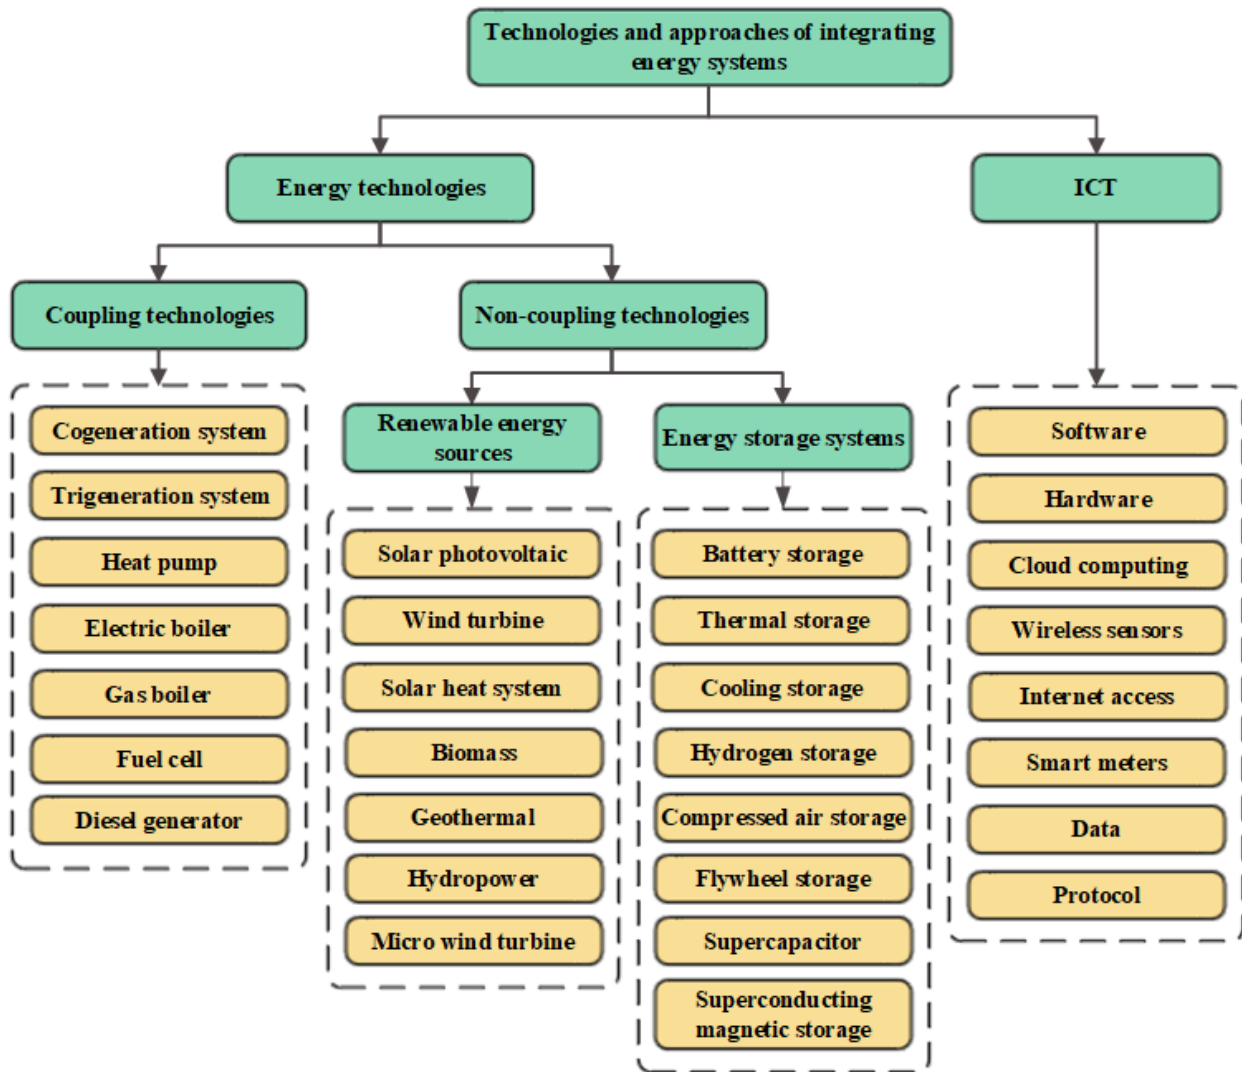 Technologies and approaches of integrating
energy systems
Energy technologies
ICT
Coupling technologies
Non-coupling technologies
Cogeneration system
Trigeneration system
Heat pump
Electric boiler
Gas boiler
Fuel cell
Diesel generator
Renewable energy
sources
Solar photovoltaic
Wind turbine
Solar heat system
Biomass
Geothermal
Hydropower
Micro wind turbine
Energy storage systems
Battery storage
Thermal storage
Cooling storage
Hydrogen storage
Compressed air storage
Flywheel storage
Supercapacitor
Superconducting
magnetic storage
Software
Hardware
Cloud computing
Wireless sensors
Internet access
Smart meters
Data
Protocol